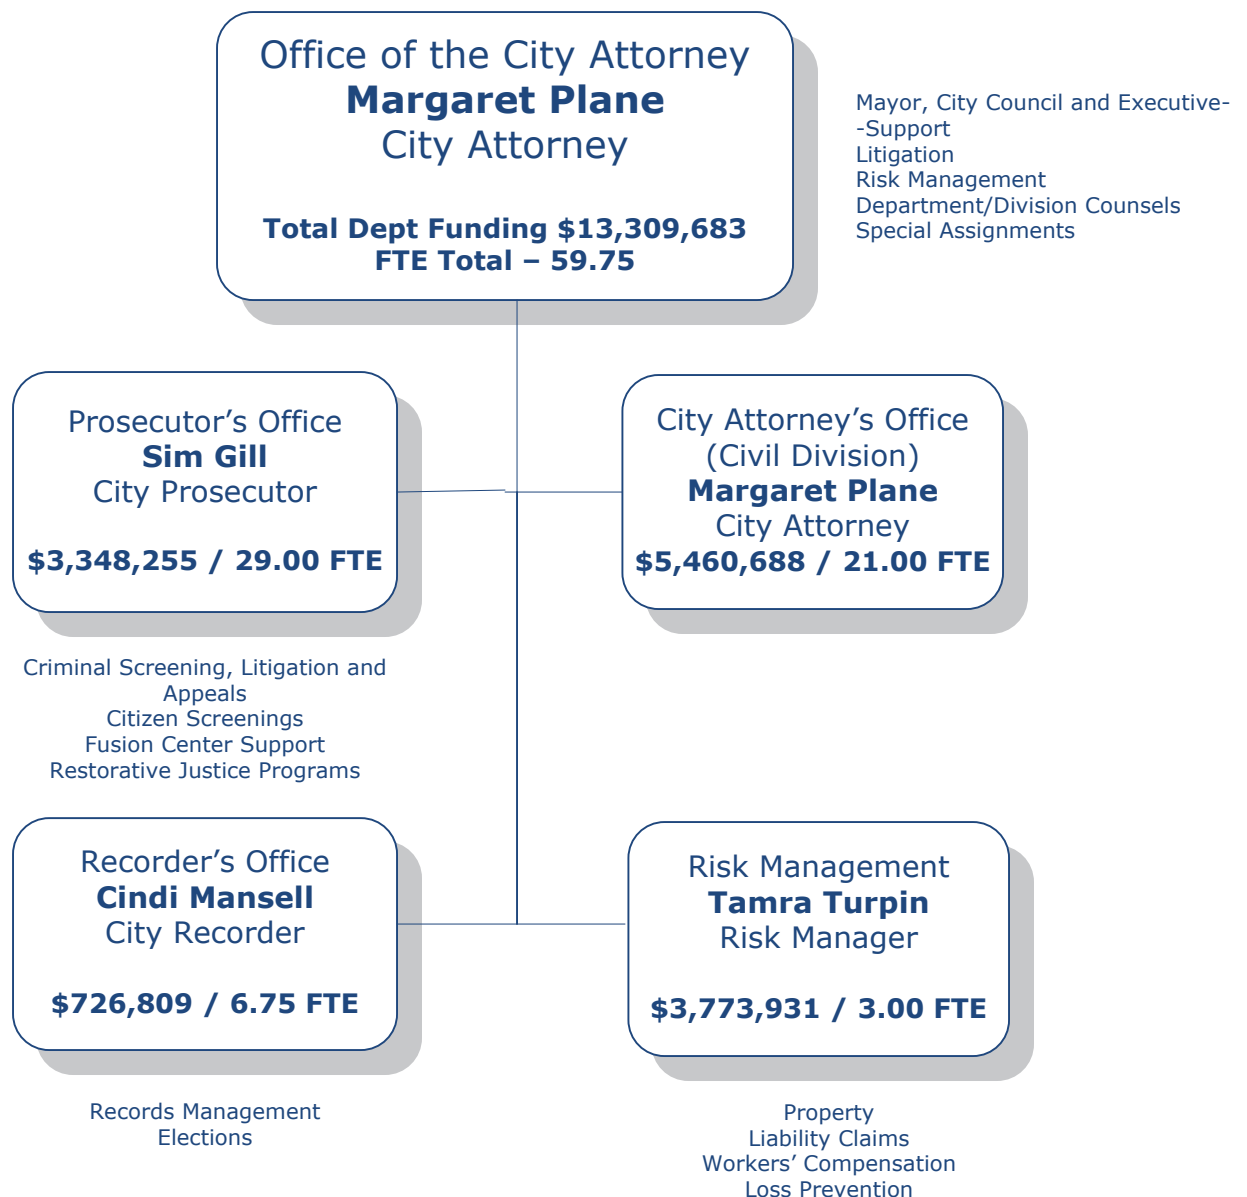 Office of the City Attorney
Margaret Plane
City Attorney
Total Dept Funding $13,309,683
FTE Total – 59.75
Mayor, City Council and Executive-
-Support
Litigation
Risk Management
Department/Division Counsels
Special Assignments
Prosecutor’s Office
Sim Gill
City Prosecutor
$3,348,255 / 29.00 FTE
City Attorney’s Office
(Civil Division)
Margaret Plane
City Attorney
$5,460,688 / 21.00 FTE
Criminal Screening, Litigation and
Appeals
Citizen Screenings
Fusion Center Support
Restorative Justice Programs
Recorder’s Office
Cindi Mansell
City Recorder
$726,809 / 6.75 FTE
Risk Management
Tamra Turpin
Risk Manager
$3,773,931 / 3.00 FTE
Records Management
Elections
Property
Liability Claims
Workers’ Compensation
Loss Prevention